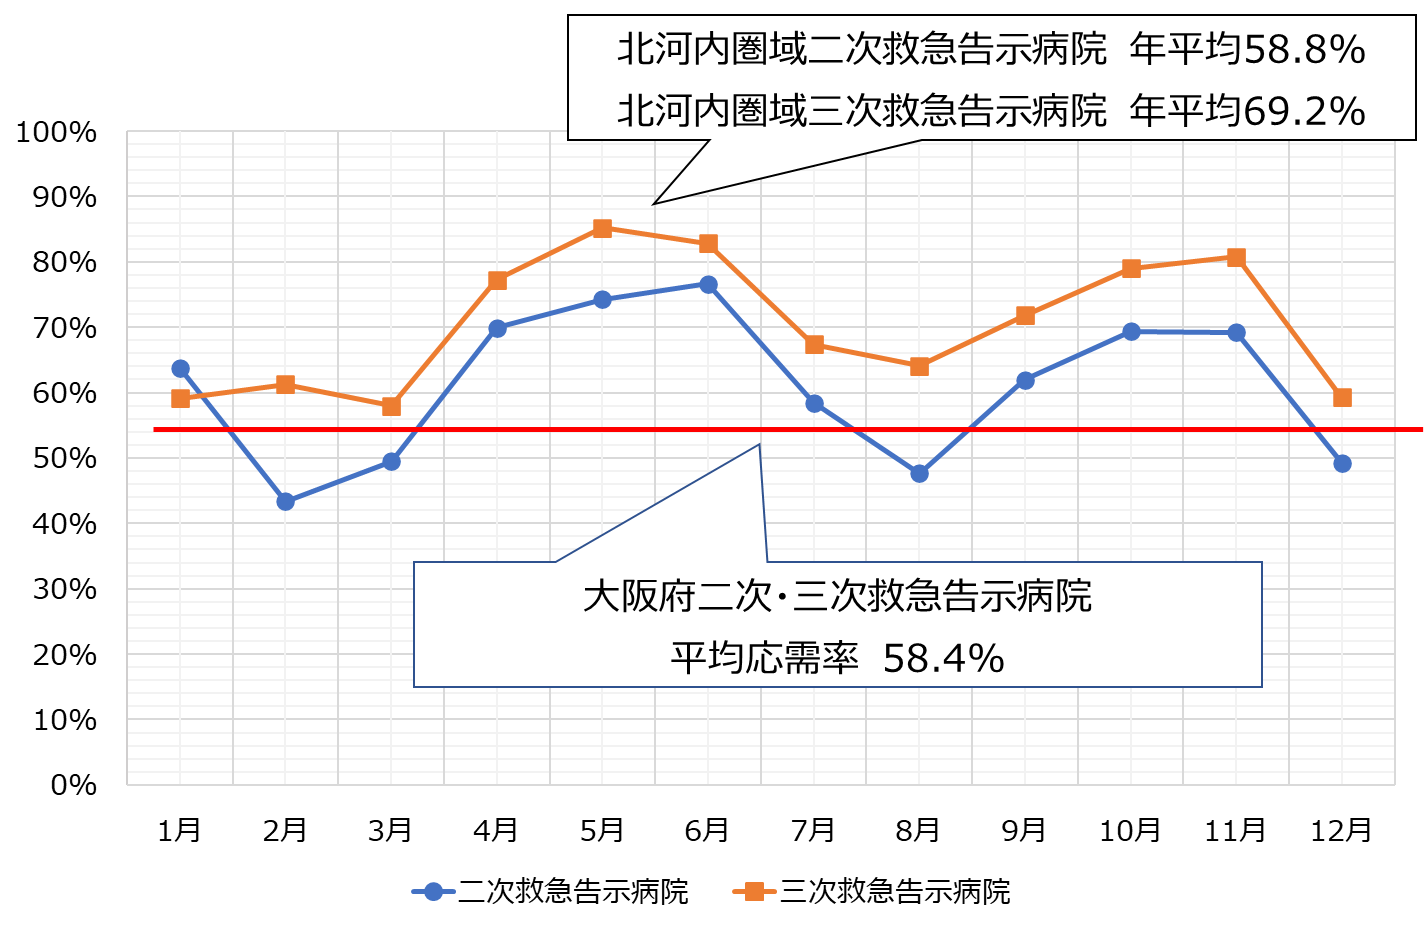 北河内圏域二次救急告示病院 年平均58.8%
北河内圏域三次救急告示病院 年平均69.2%
100%
90%
80%
70%
60%
50%
40%
30%
20%
10%
0%
大阪府二次・三次救急告示病院
平均応需率 58.4%
1月 2月 3月 4月 5月 6月 7月 8月 9月 10月 11月 12月
二次救急告示病院 三次救急告示病院